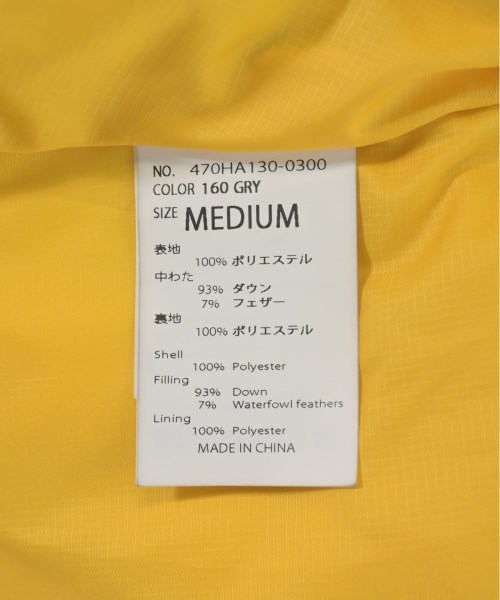 NO. 470HA130-0300
COLOR 160 GRY
SIZE MEDIUM
表地
100% ポリエステル
中わた
93% ダウン
7% フェザー
裏地
100% ポリエステル
Shell
100% Polyester
Filling
93% Down
7% Waterfowl feathers
Lining
100% Polyester
MADE IN CHINA